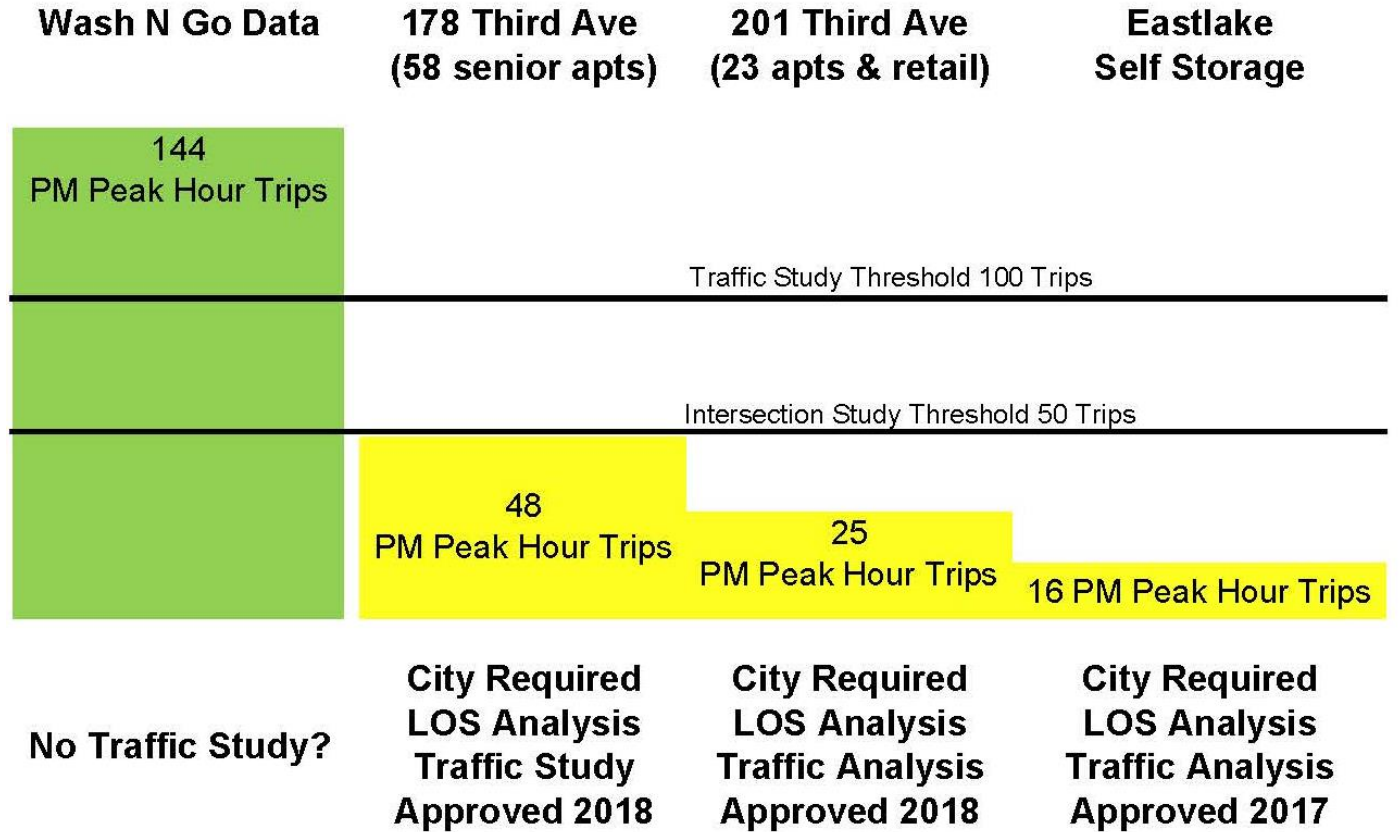 Wash N Go Data
178 Third Ave
(58 senior apts)
201 Third Ave
(23 apts & retail)
Eastlake
Self Storage
144
PM Peak Hour Trips
Traffic Study Threshold 100 Trips
Intersection Study Threshold 50 Trips
48
PM Peak Hour Trips
25
PM Peak Hour Trips
16 PM Peak Hour Trips
No Traffic Study?
City Required
LOS Analysis
Traffic Study
Approved 2018
City Required
LOS Analysis
Traffic Analysis
Approved 2018
City Required
LOS Analysis
Traffic Analysis
Approved 2017